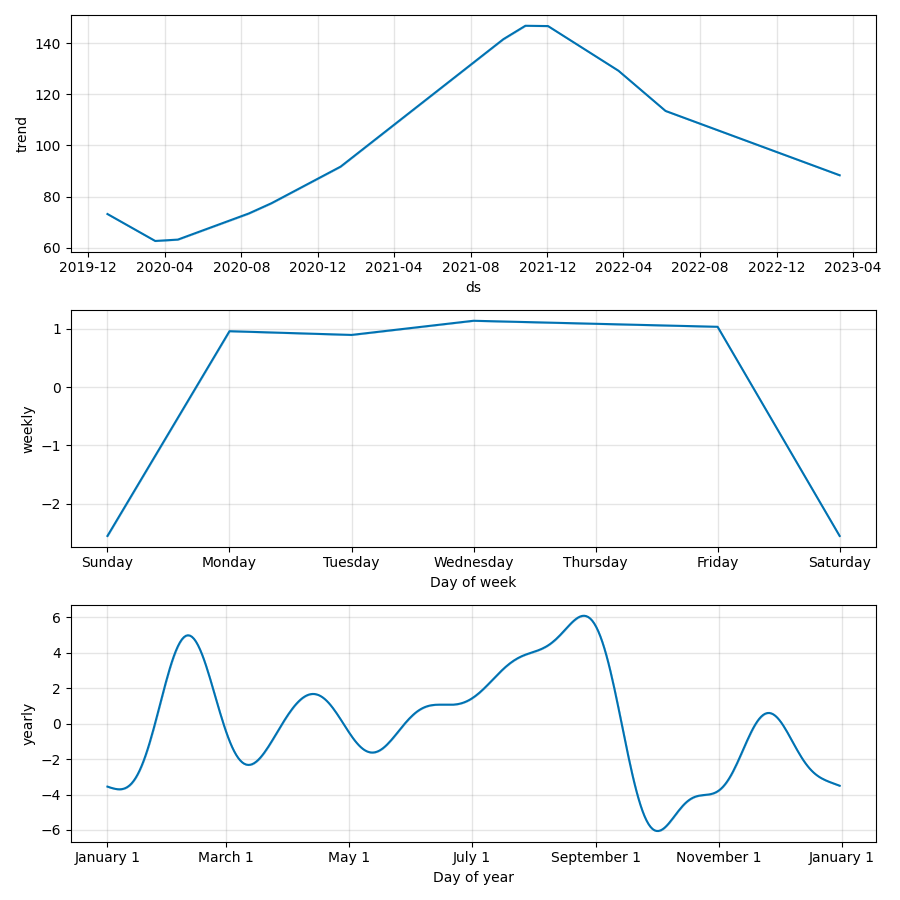 140
120
100
80
60
trend
2019-12 2020-04 2020-08 2020-12 2021-04 2021-08 2021-12 2022-04 2022-08 2022-12 2023-04
ds
1
0
−1
−2
weekly
Sunday Monday Tuesday Wednesday Thursday Friday Saturday
Day of week
6
4
2
0
−2
−4
−6
yearly
January 1 March 1 May 1 July 1 September 1 November 1 January 1
Day of year